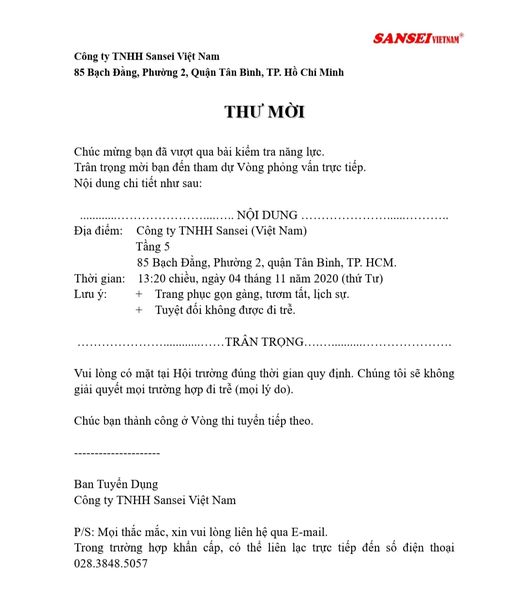 SANSEI VIETNAM®
Công ty TNHH Sansei Việt Nam
85 Bạch Đằng, Phường 2, Quận Tân Bình, TP. Hồ Chí Minh
THƯ MỜI
Chúc mừng bạn đã vượt qua bài kiểm tra năng lực.
Trân trọng mời bạn đến tham dự Vòng phỏng vấn trực tiếp.
Nội dung chi tiết như sau:
............…………………...….. NỘI DUNG …………………......………..
Địa điểm: Công ty TNHH Sansei (Việt Nam)
Tầng 5
85 Bạch Đằng, Phường 2, quận Tân Bình, TP. HCM.
Thời gian: 13:20 chiều, ngày 04 tháng 11 năm 2020 (thứ Tư)
Lưu ý: + Trang phục gọn gàng, tươm tất, lịch sự.
+ Tuyệt đối không được đi trễ.
…………………............……TRÂN TRỌNG….…...........………………….
Vui lòng có mặt tại Hội trường đúng thời gian quy định. Chúng tôi sẽ không
giải quyết mọi trường hợp đi trễ (mọi lý do).
Chúc bạn thành công ở Vòng thi tuyển tiếp theo.
---------------------
Ban Tuyển Dụng
Công ty TNHH Sansei Việt Nam
P/S: Mọi thắc mắc, xin vui lòng liên hệ qua E-mail.
Trong trường hợp khẩn cấp, có thể liên lạc trực tiếp đến số điện thoại
028.3848.5057